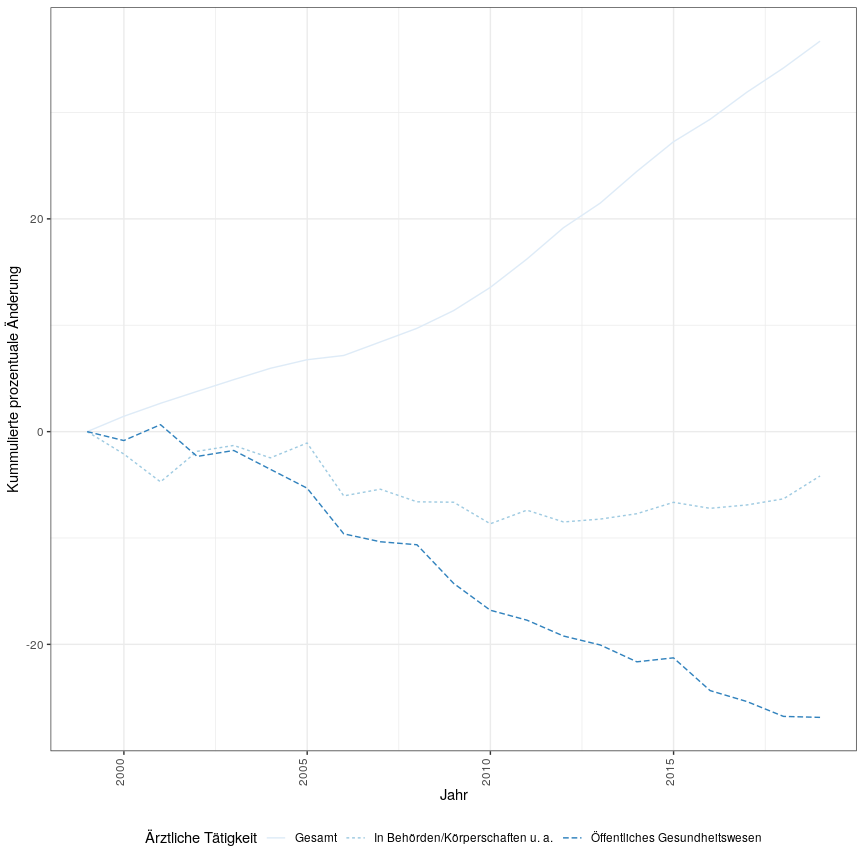 Kummulierte prozentuale Änderung
20
0
-20
2000
2005
2010
2015
Jahr
Ärztliche Tätigkeit Gesamt In Behörden/Körperschaften u. a. Öffentliches Gesundheitswesen